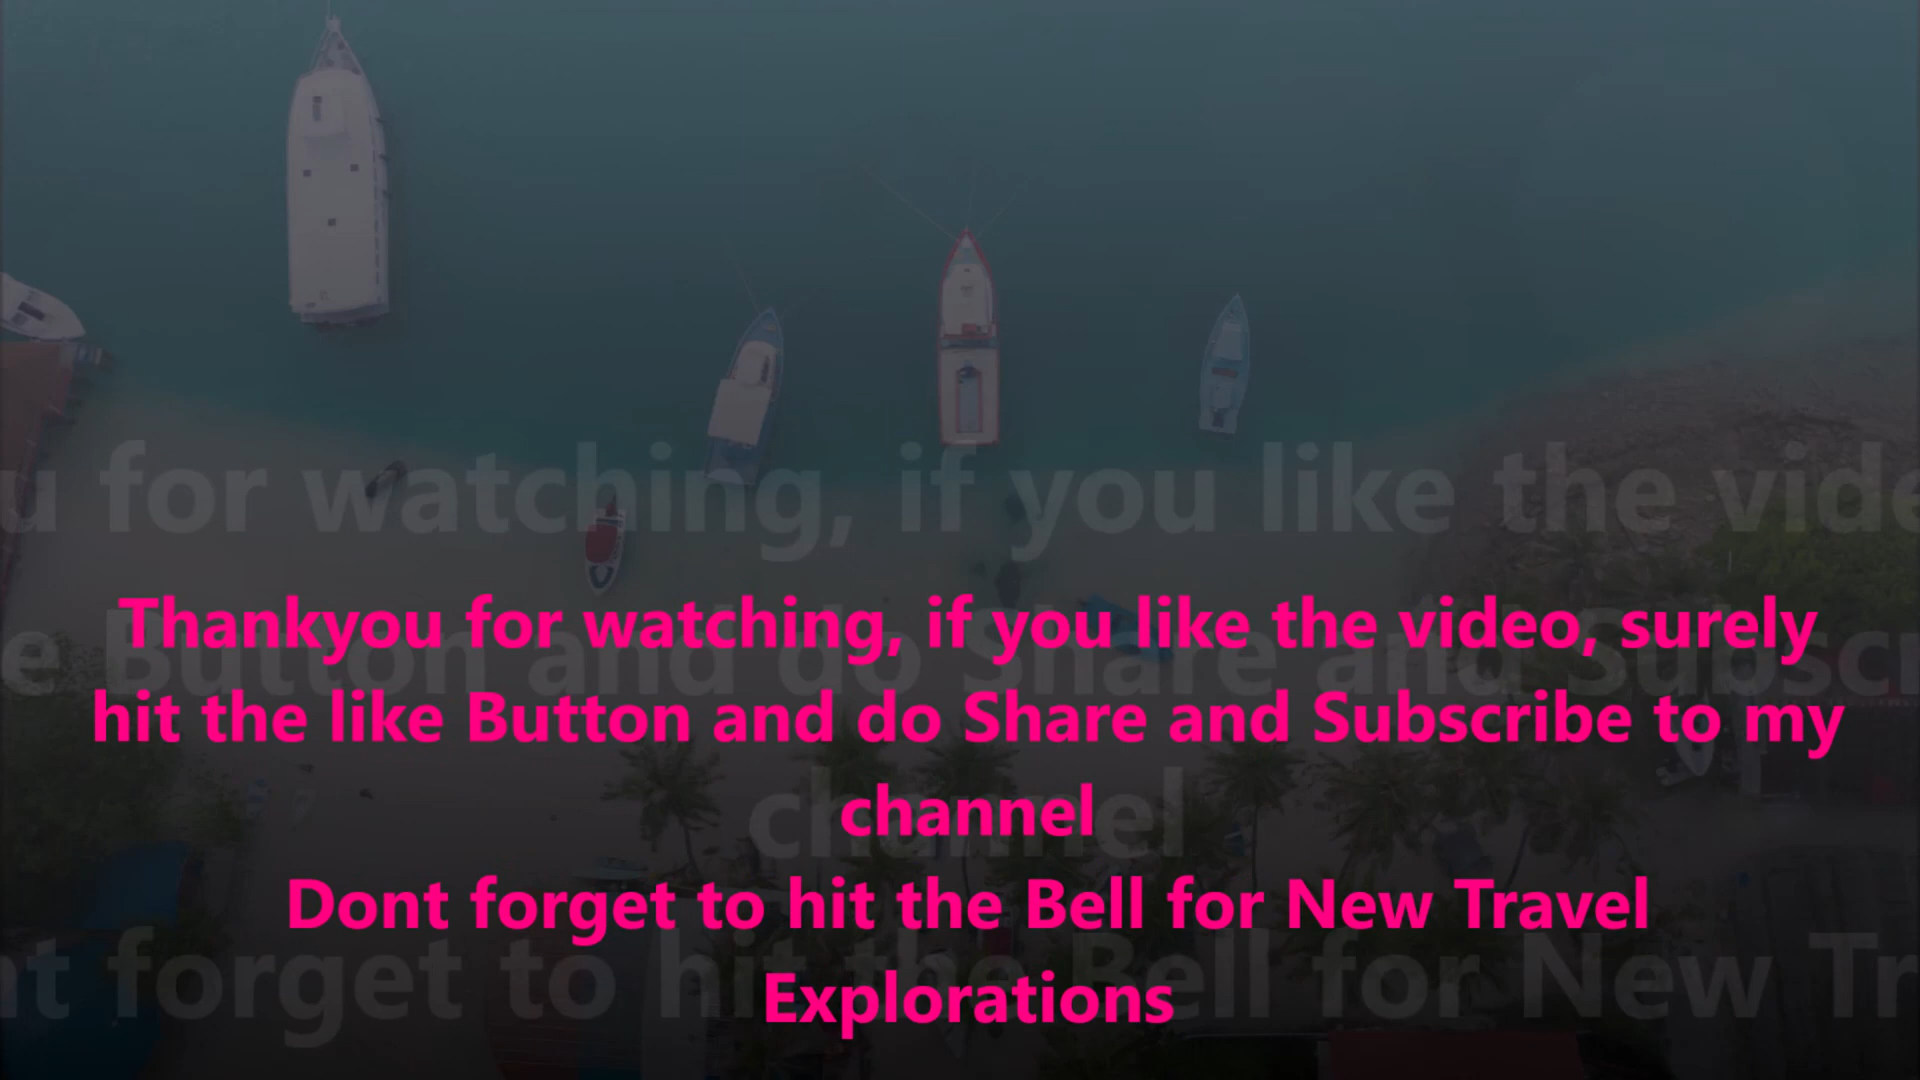 Thankyou for watching, if you like the video, surely
hit the like Button and do Share and Subscribe to my
channel
Dont forget to hit the Bell for New Travel
Explorations